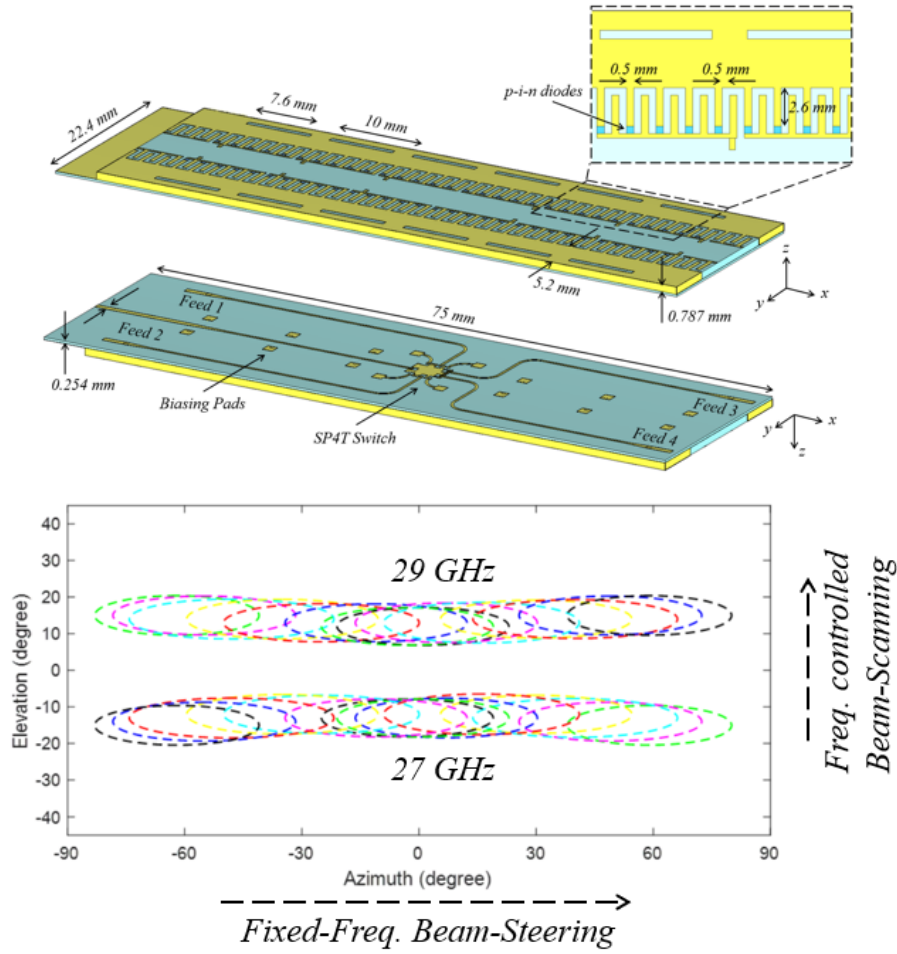 0.5 mm
0.5 mm
p-i-n diodes
2.6 mm
7.6 mm
22.4 mm
10 mm
z
5.2 mm
y
x
0.787 mm
75 mm
Feed 1
Feed 2
0.254 mm
Biasing Pads
SP4T Switch
Feed 3
Feed 4
y
x
z
40
30
20
10
0
-10
-20
-30
-40
Elevation (degree)
29 GHz
27 GHz
-90
-60
-30
0
30
60
90
Azimuth (degree)
Fixed-Freq. Beam-Steering
Freq. controlled
Beam-Scanning